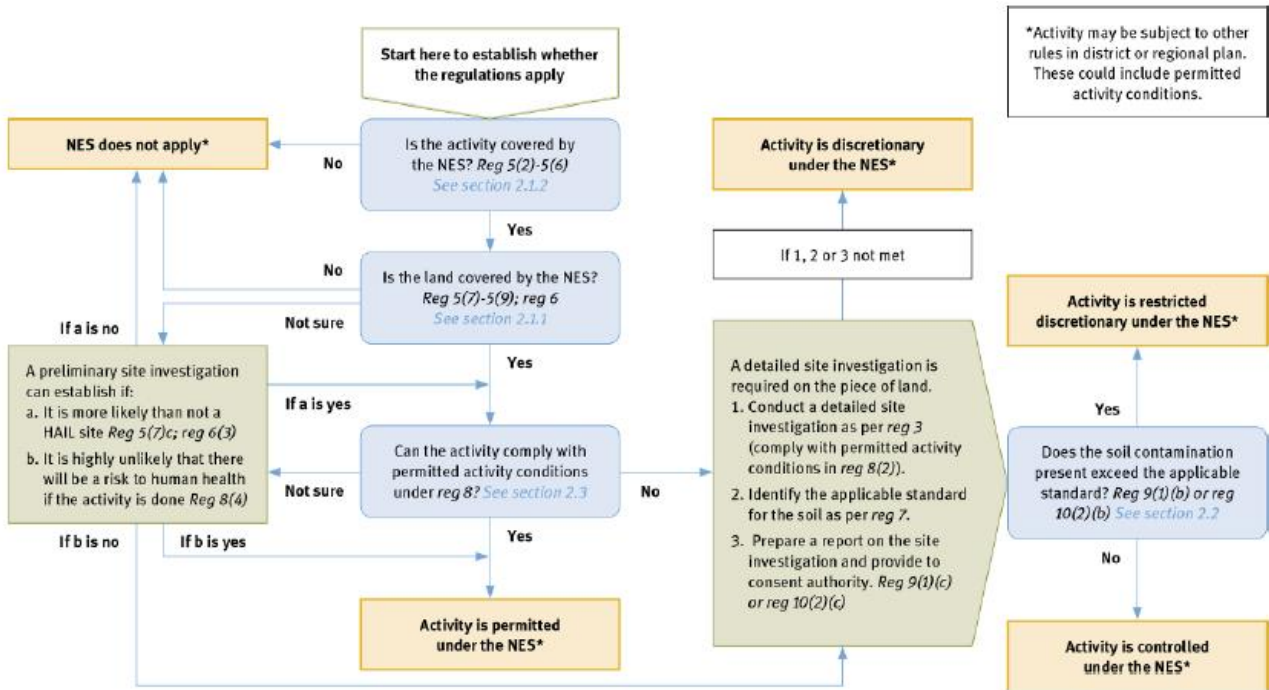 Start here to establish whether
the regulations apply
*Activity may be subject to other
rules in district or regional plan.
These could include permitted
activity conditions.
NES does not apply*
No
Is the activity covered by
the NES? Reg 5(2)-5(6)
See section 2.1.2
Activity is discretionary
under the NES*
Yes
If 1, 2 or 3 not met
No
Is the land covered by the NES?
Reg 5(7)-5(9); reg 6
See section 2.1.1
Not sure
If a is no
Yes
Activity is restricted
discretionary under the NES*
A preliminary site investigation
can establish if:
a. It is more likely than not a
HAIL site Reg 5(7)c; reg 6(3)
b. It is highly unlikely that there
will be a risk to human health
if the activity is done Reg 8(4)
If a is yes
Can the activity comply with
permitted activity conditions
under reg 8? See section 2.3
Not sure
No
A detailed site investigation is
required on the piece of land.
1. Conduct a detailed site
investigation as per reg 3
(comply with permitted activity
conditions in reg 8(2)).
2. Identify the applicable standard
for the soil as per reg 7.
3. Prepare a report on the site
investigation and provide to
consent authority. Reg 9(1)(c)
or reg 10(2)(c)
Yes
Does the soil contamination
present exceed the applicable
standard? Reg 9(1)(b) or reg
10(2)(b) See section 2.2
No
If b is no
If b is yes
Yes
Activity is permitted
under the NES*
Activity is controlled
under the NES*